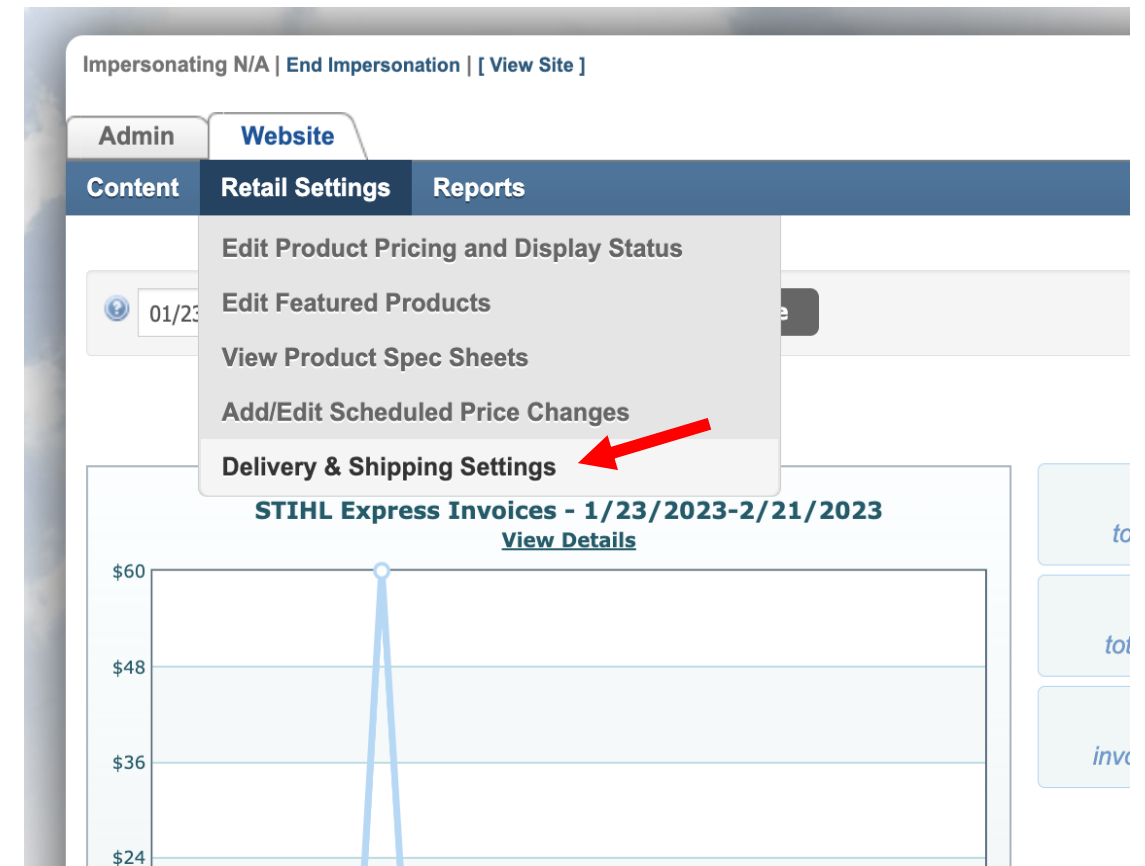 Impersonating N/A | End Impersonation | [ View Site ]
Admin Website
Content Retail Settings Reports
Edit Product Pricing and Display Status
Edit Featured Products
01/23
View Product Spec Sheets
Add/Edit Scheduled Price Changes
Delivery & Shipping Settings
STIHL Express Invoices - 1/23/2023-2/21/2023
View Details
$60
$48
$36
$24